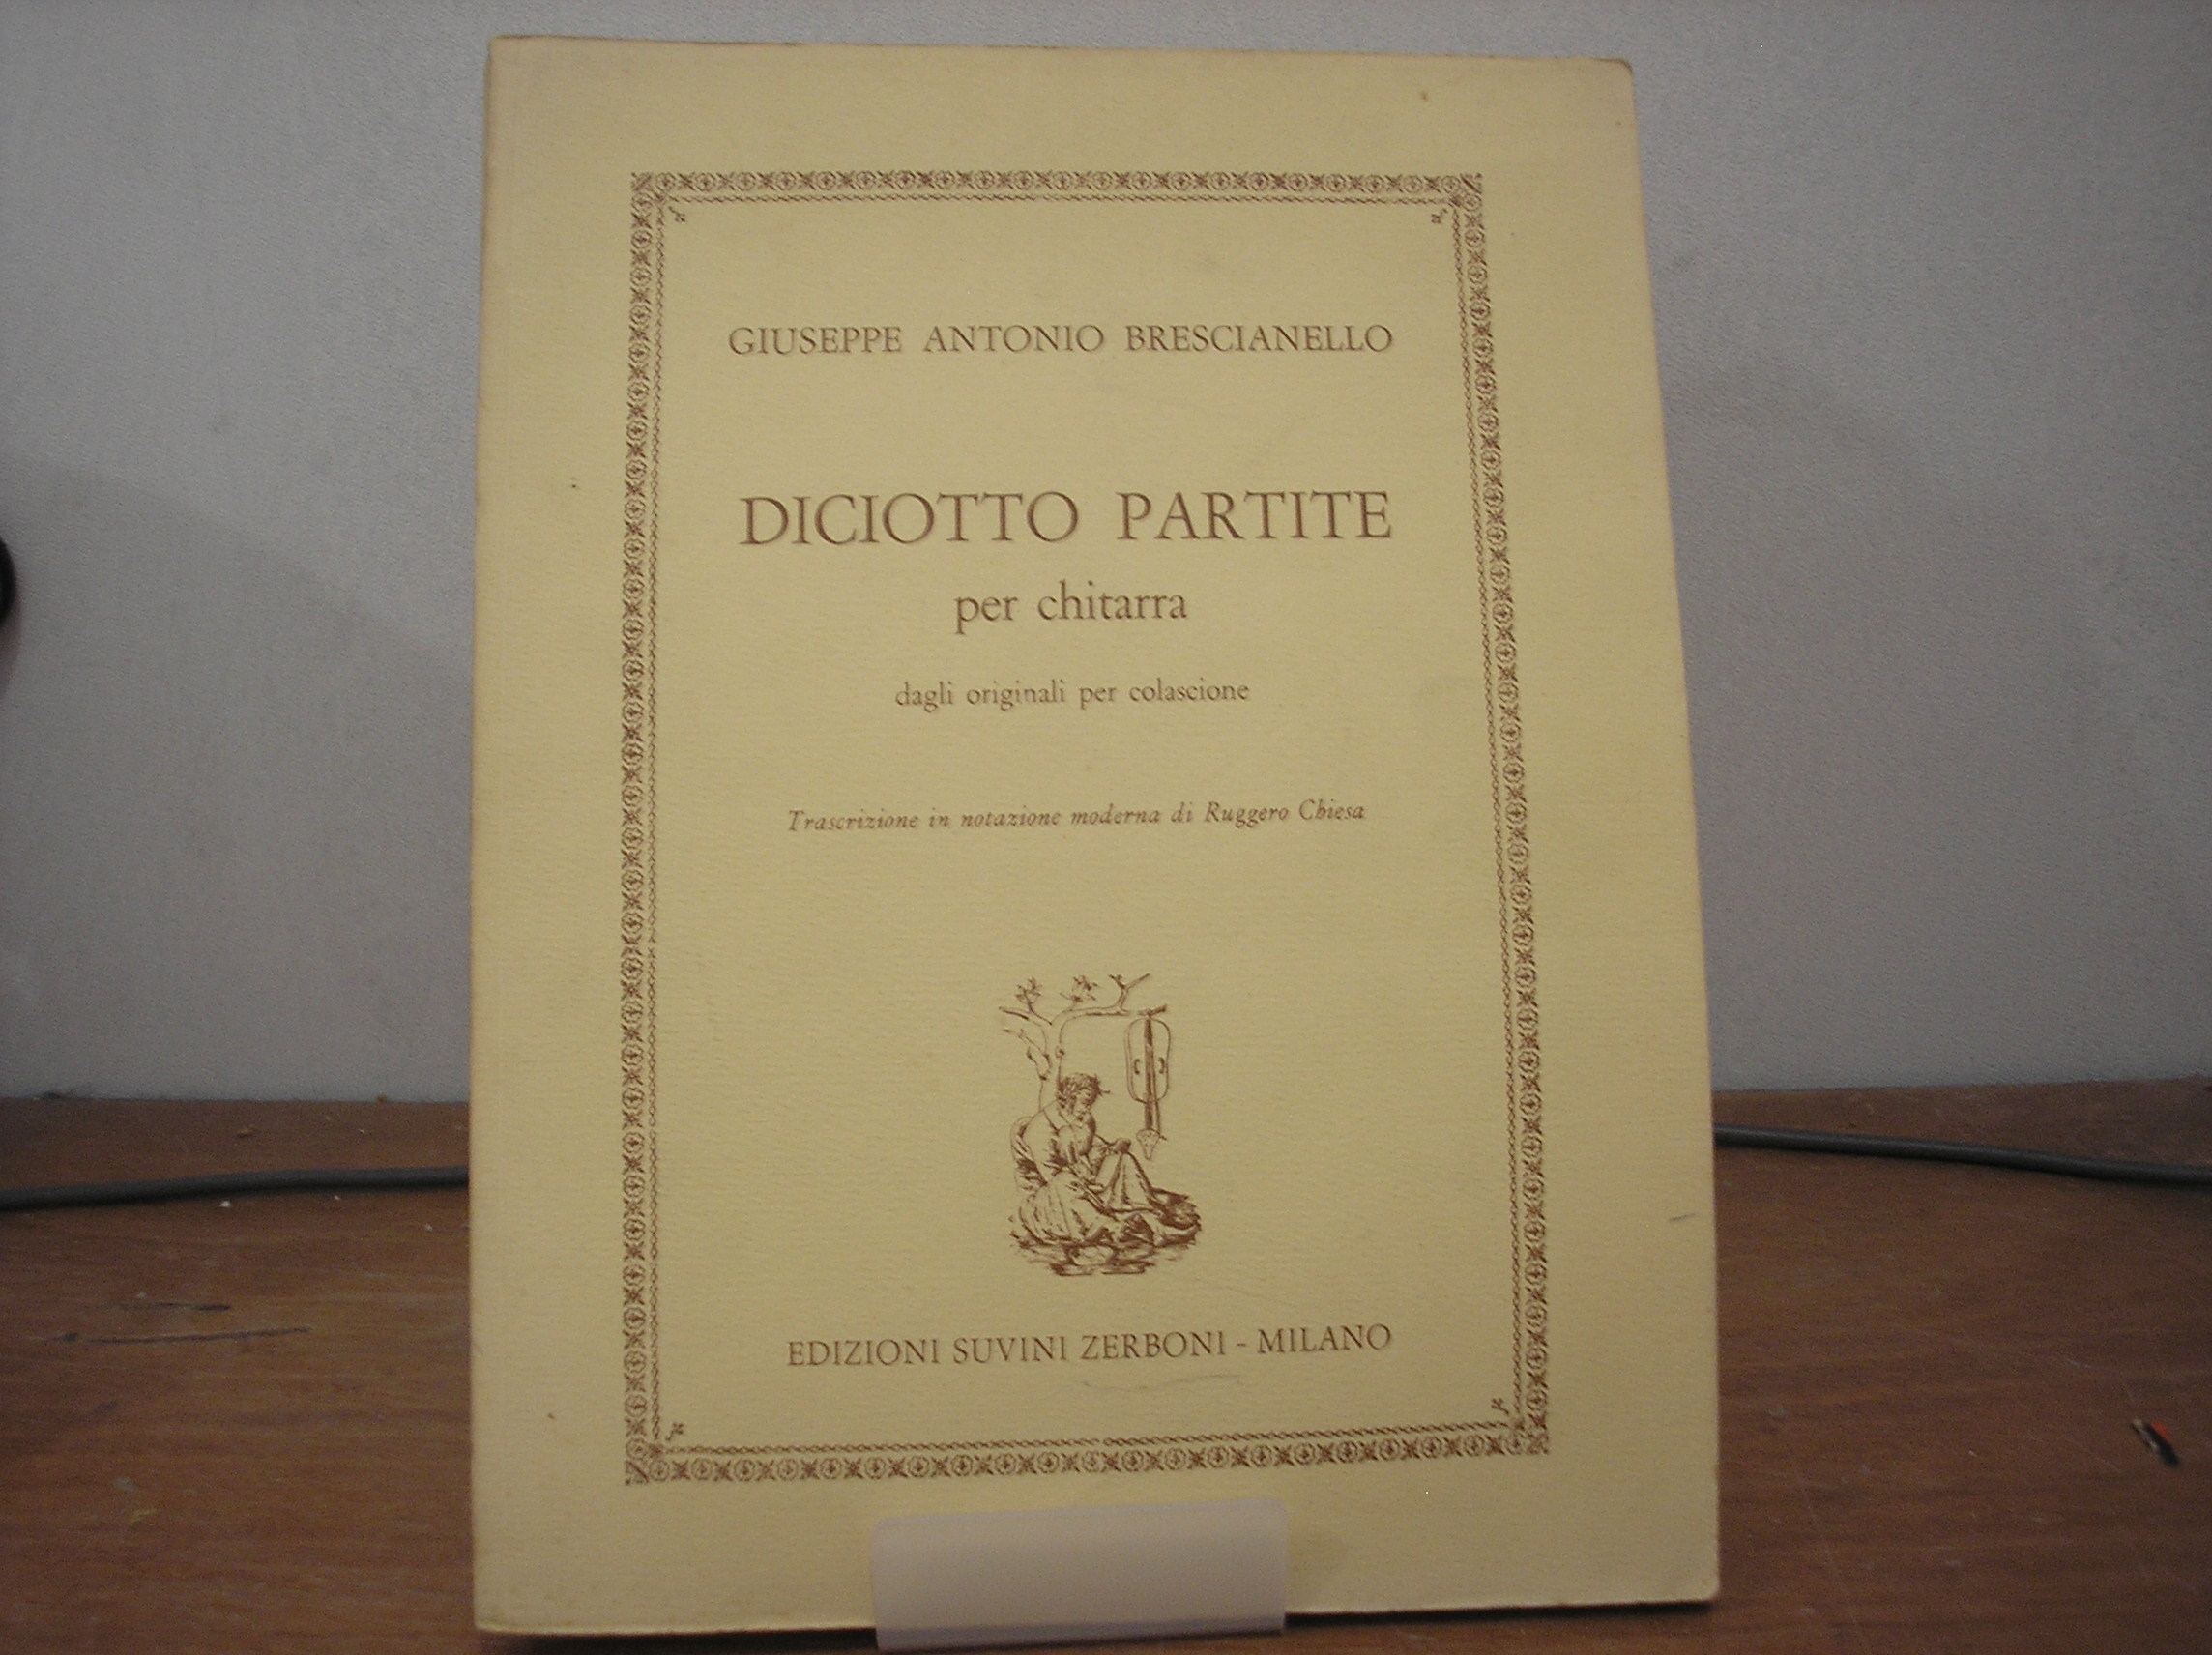 GIUSEPPE ANTONIO BRESCIANELLO
DICIOTTO PARTITE
per chitarra
dagli originali per colascione
Trascrizione in notazione moderna di Ruggero Chiesa
EDIZIONI SUVINI ZERBONI - MILANO